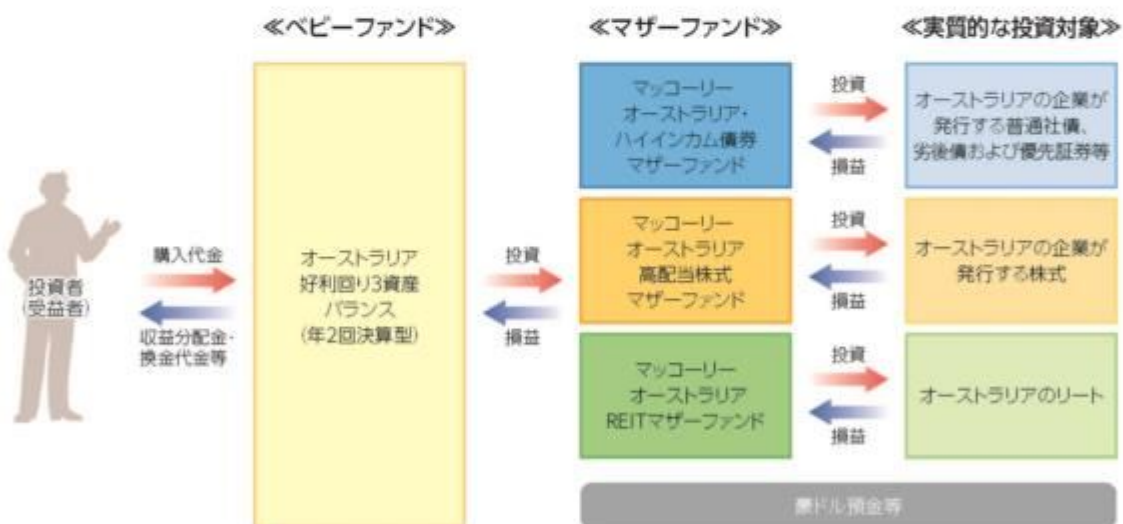 ≪ベビーファンド≫
≪マザーファンド≫
≪実質的な投資対象≫
投資者
(受益者)
購入代金
収益分配金・
換金代金等
オーストラリア
好利回り3資産
バランス
(年2回決算型)
投資
損益
マッコーリー
オーストラリア・
ハイインカム債券
マザーファンド
投資
損益
オーストラリアの企業が
発行する普通社債、
劣後債および優先証券等
マッコーリー
オーストラリア
高配当株式
マザーファンド
投資
損益
オーストラリアの企業が
発行する株式
マッコーリー
オーストラリア
REITマザーファンド
投資
損益
オーストラリアのリート
豪ドル預金等